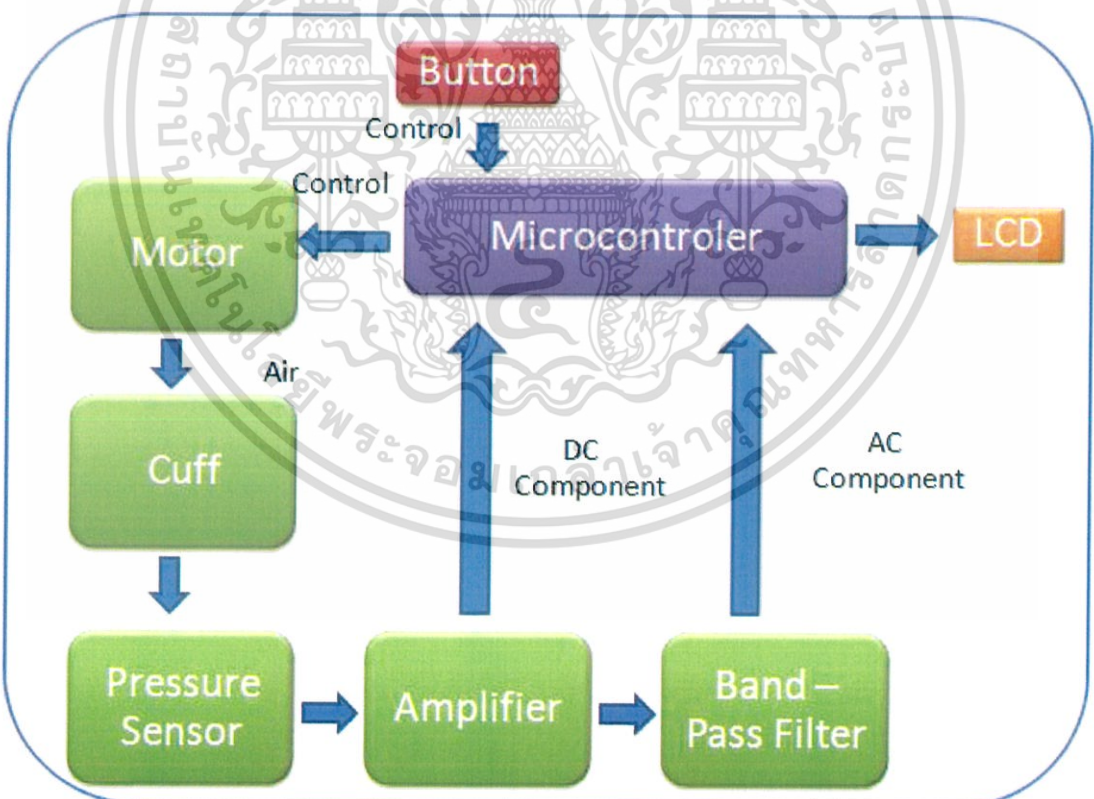 Button
Control
Control
Motor
Microcontroler
LCD
Air
Cuff
DC
Component
AC
Component
Pressure
Sensor
Amplifier
Band –
Pass Filter